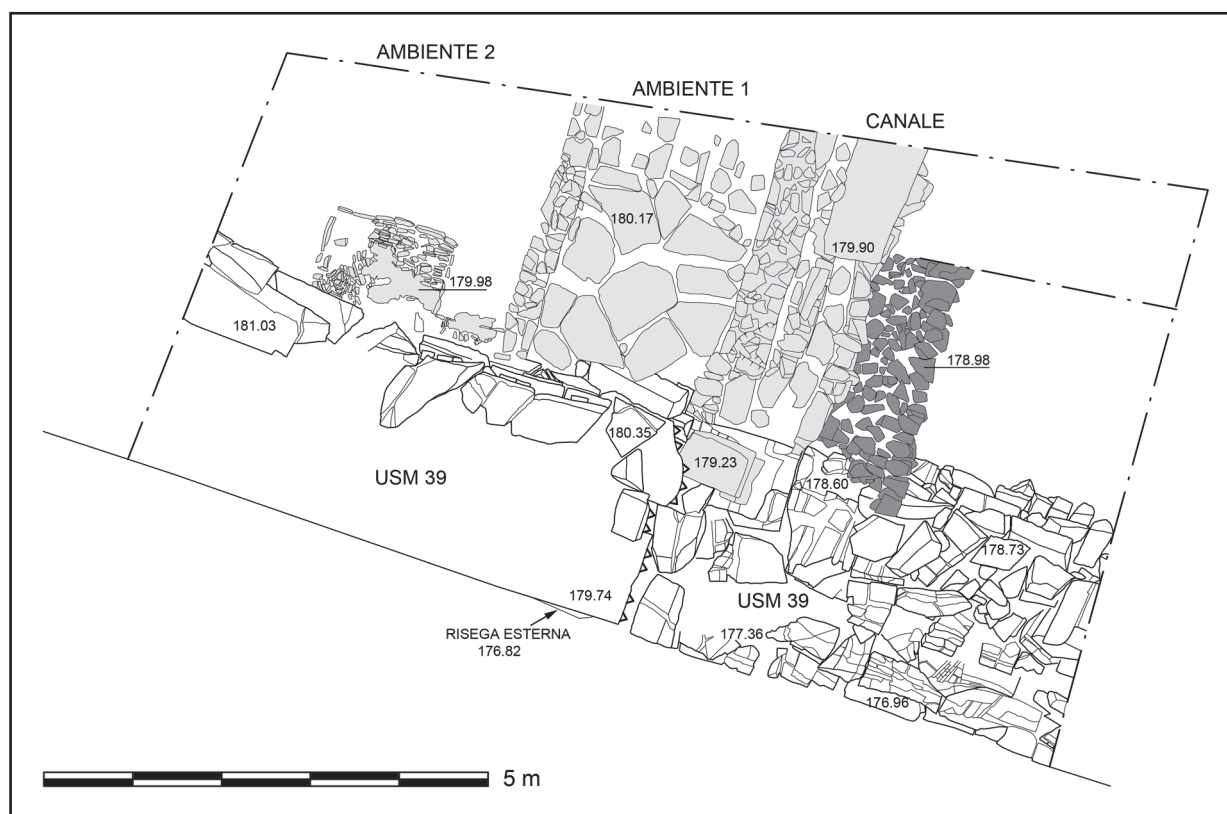 AMBIENTE 2
AMBIENTE 1
CANALE
180.17
179.90
179.98
181.03
178.98
180.35
179.23
USM 39
178.60
178.73
179.74
USM 39
RISEGA ESTERNA
176.82
177.36
176.96
5 m